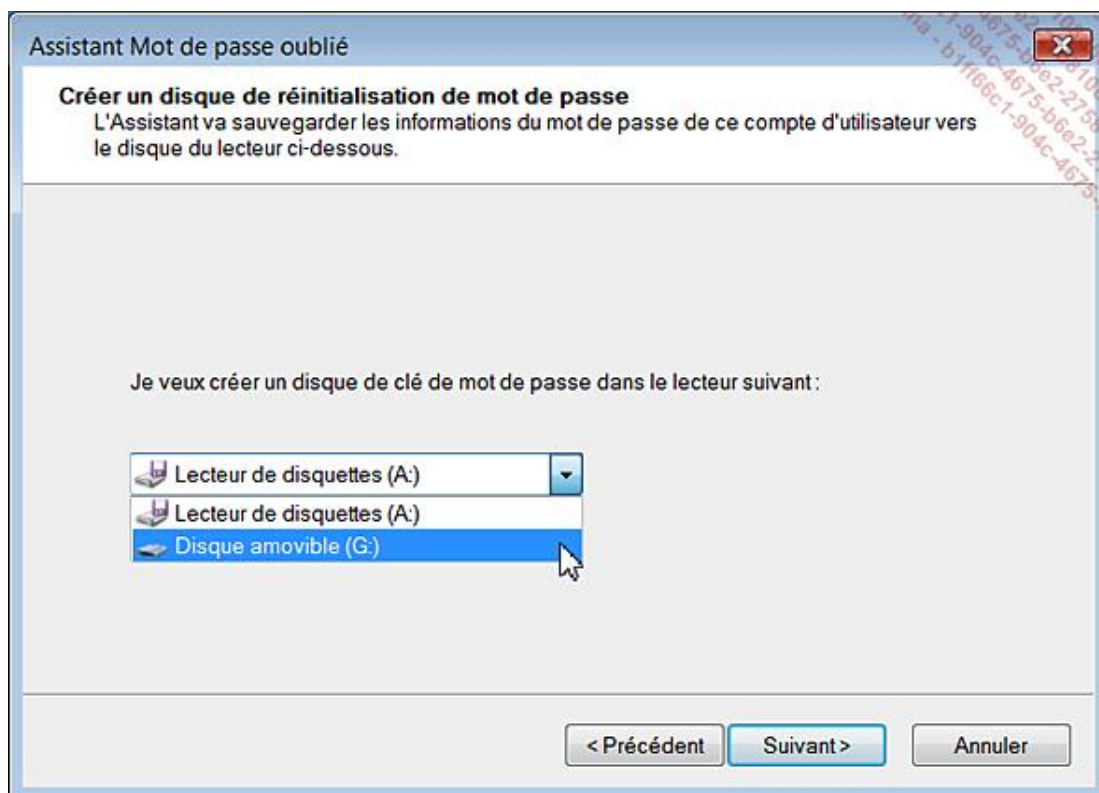 Assistant Mot de passe oublié
Créer un disque de réinitialisation de mot de passe
L'Assistant va sauvegarder les informations du mot de passe de ce compte d'utilisateur vers
le disque du lecteur ci-dessous.
Je veux créer un disque de clé de mot de passe dans le lecteur suivant :
Lecteur de disquettes (A:)
Lecteur de disquettes (A:)
Disque amovible (G:)
< Précédent
Suivant >
Annuler